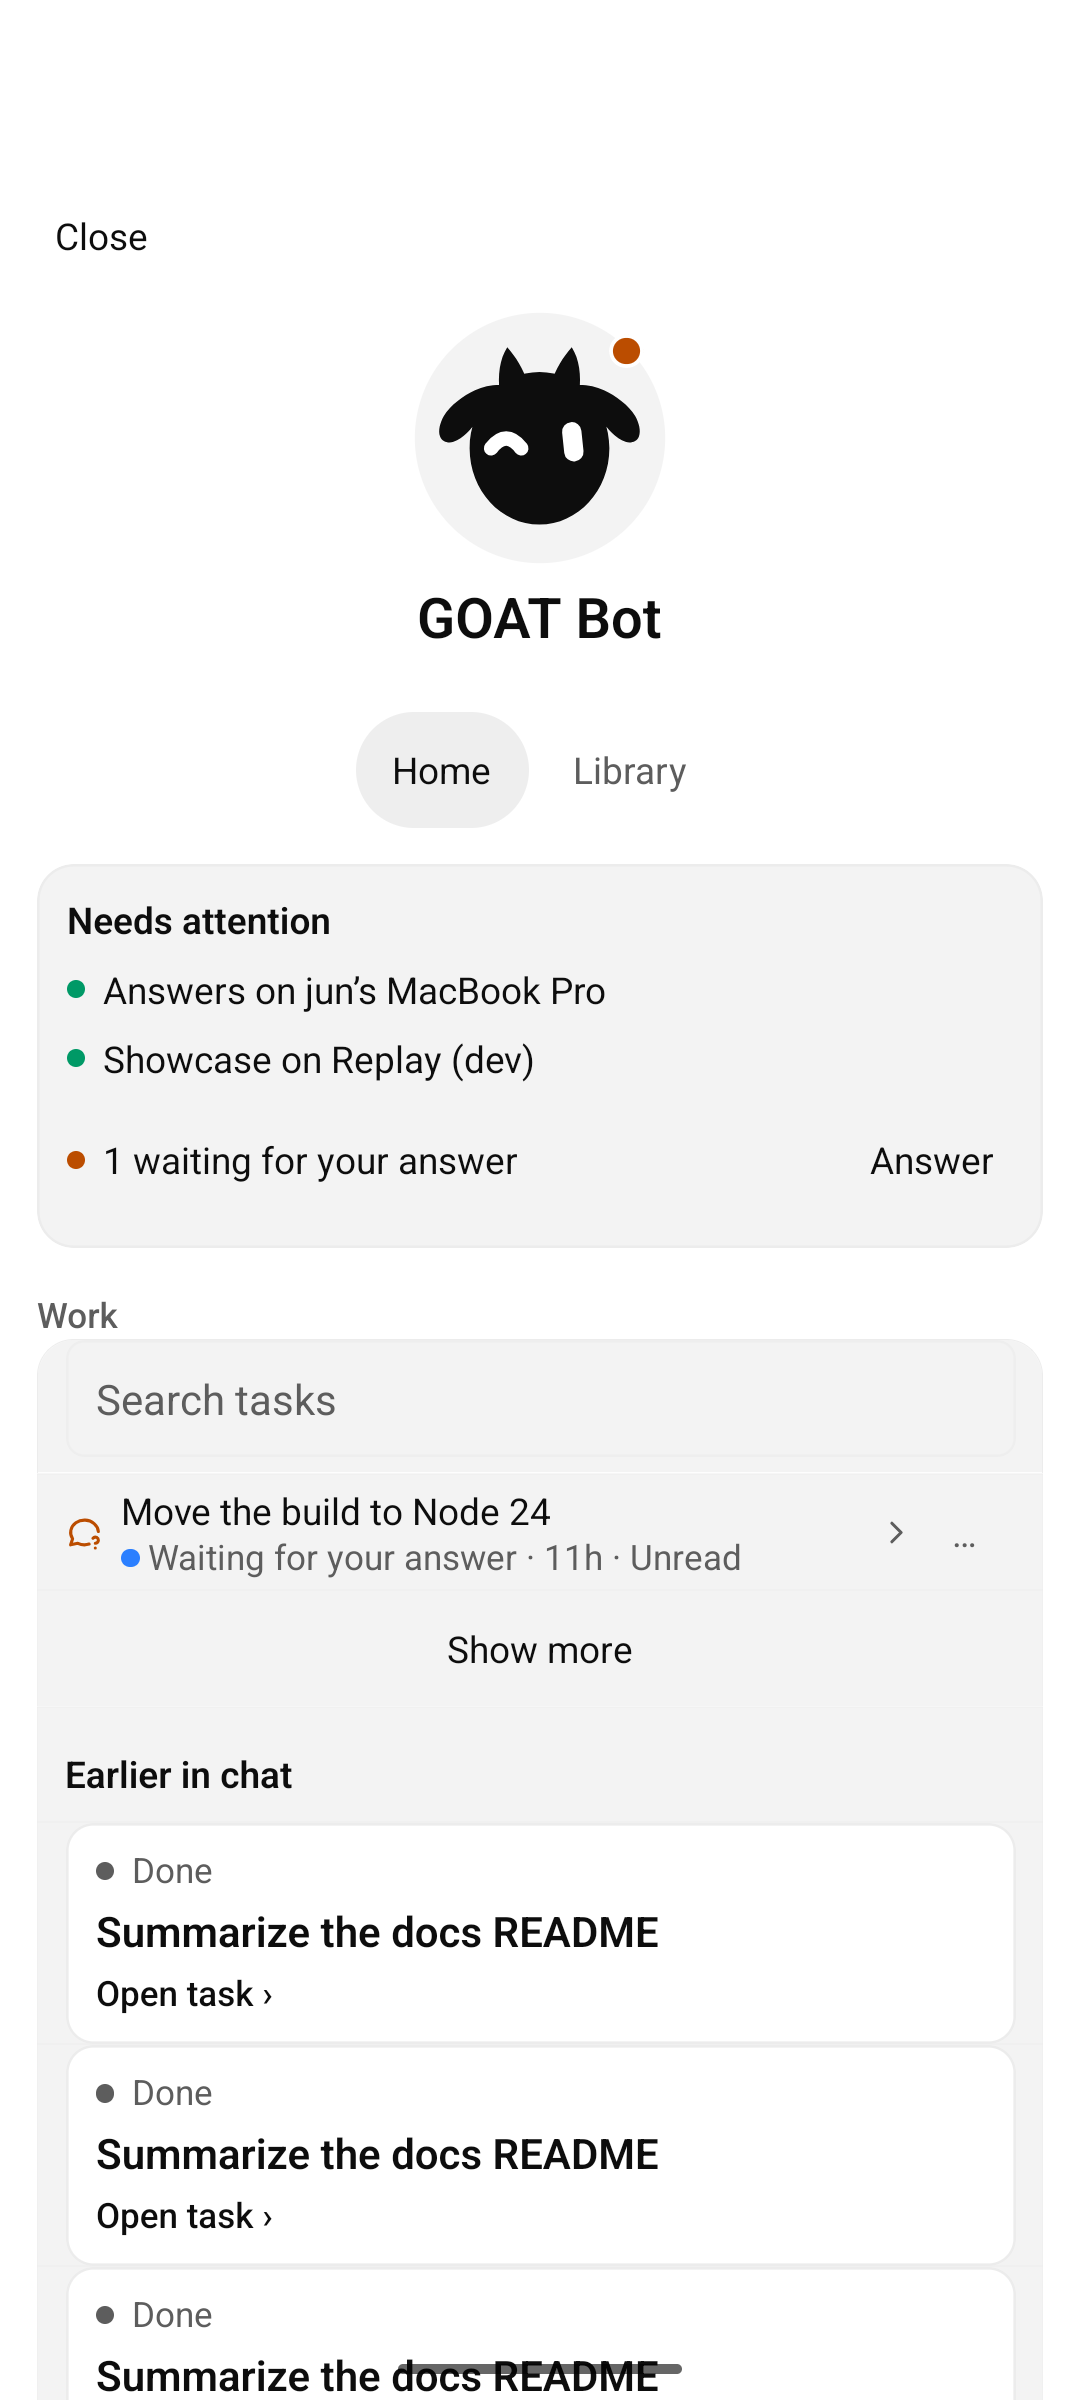 Close
GOAT Bot
Home
Library
Needs attention
Answers on jun’s MacBook Pro
Showcase on Replay (dev)
1 waiting for your answer
Answer
Work
Search tasks
Move the build to Node 24
Waiting for your answer · 11h · Unread
...
Show more
Earlier in chat
Done
Summarize the docs README
Open task ›
Done
Summarize the docs README
Open task ›
Done
Summarize the docs README